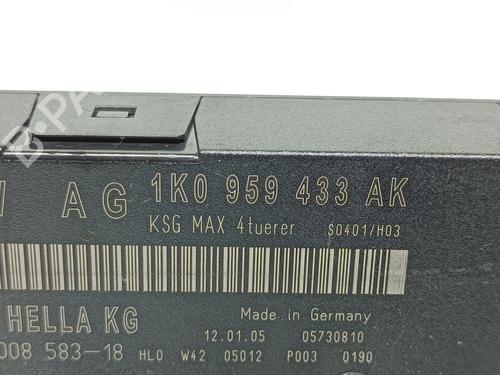 AG 1K0 959 433 AK
KSG MAX 4tuerer S0401/H03
HELLA KG
Made in Germany
12.01.05 05730810
008 583-18 HL0 W42 05012 P003 0190